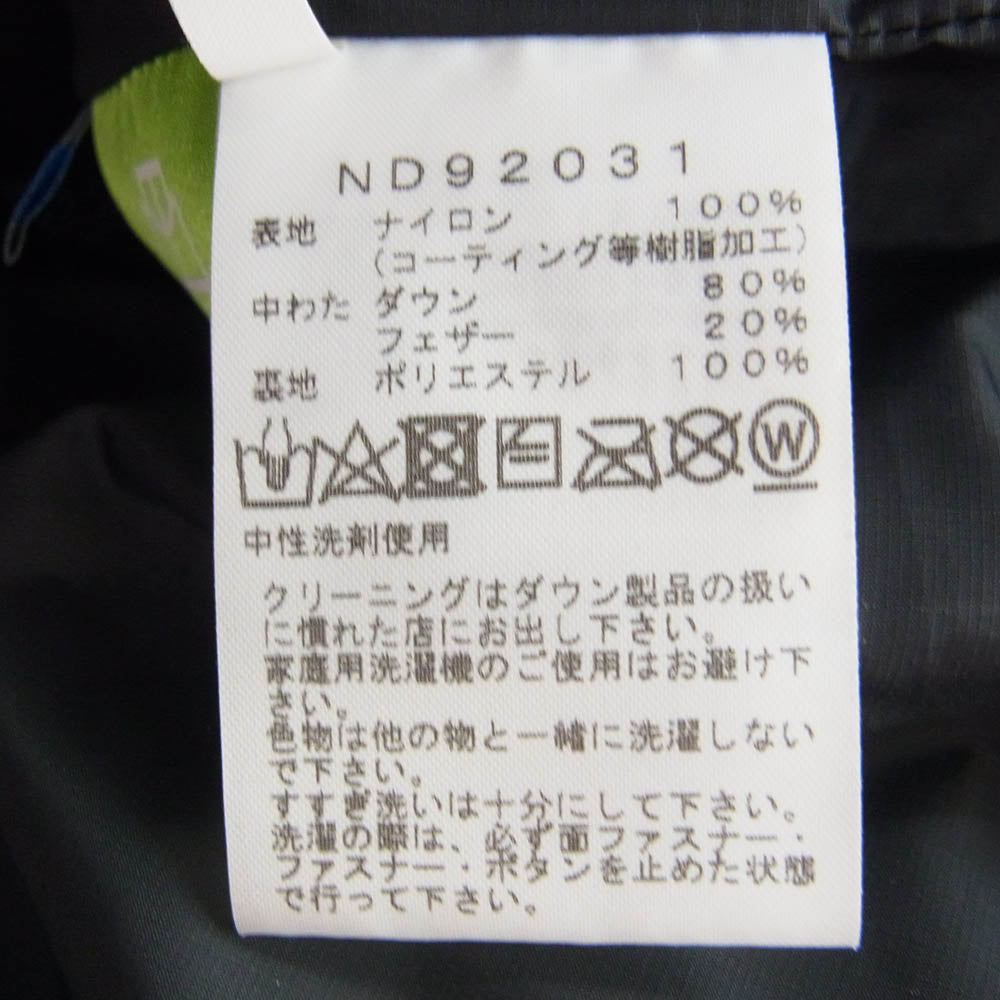 ND92031
表地 ナイロン 100%
(コーティング等樹脂加工)
中わた ダウン 80%
フェザー 20%
裏地 ポリエステル 100%
W
中性洗剤使用
クリーニングはダウン製品の扱い
に慣れた店にお出し下さい。
家庭用洗濯機のご使用はお避け下
さい。
色物は他の物と一緒に洗濯しない
で下さい。
すすぎ洗いは十分にして下さい。
洗濯の際は、必ず面ファスナー・
ファスナー・ボタンを止めた状態
で行って下さい。